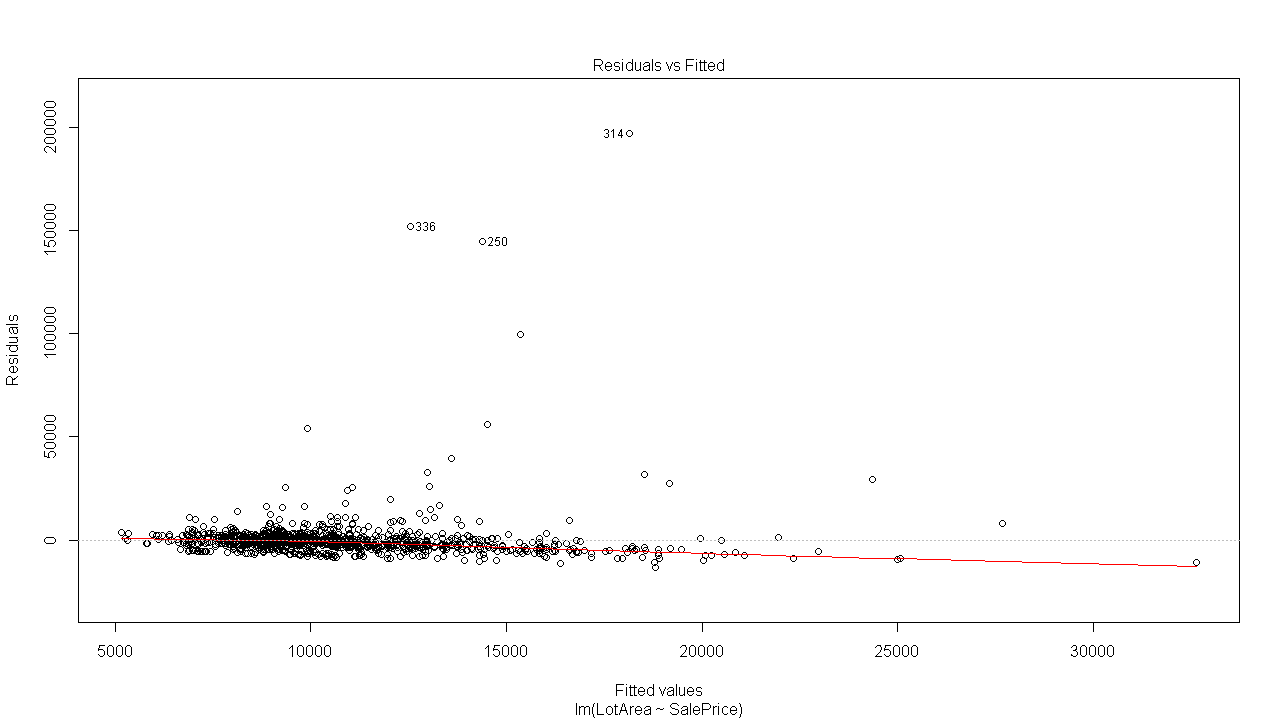 Residuals vs Fitted
200000
314
150000
336
250
100000
Residuals
50000
0
5000 10000 15000 20000 25000 30000
Fitted values
lm(LotArea ~ SalePrice)